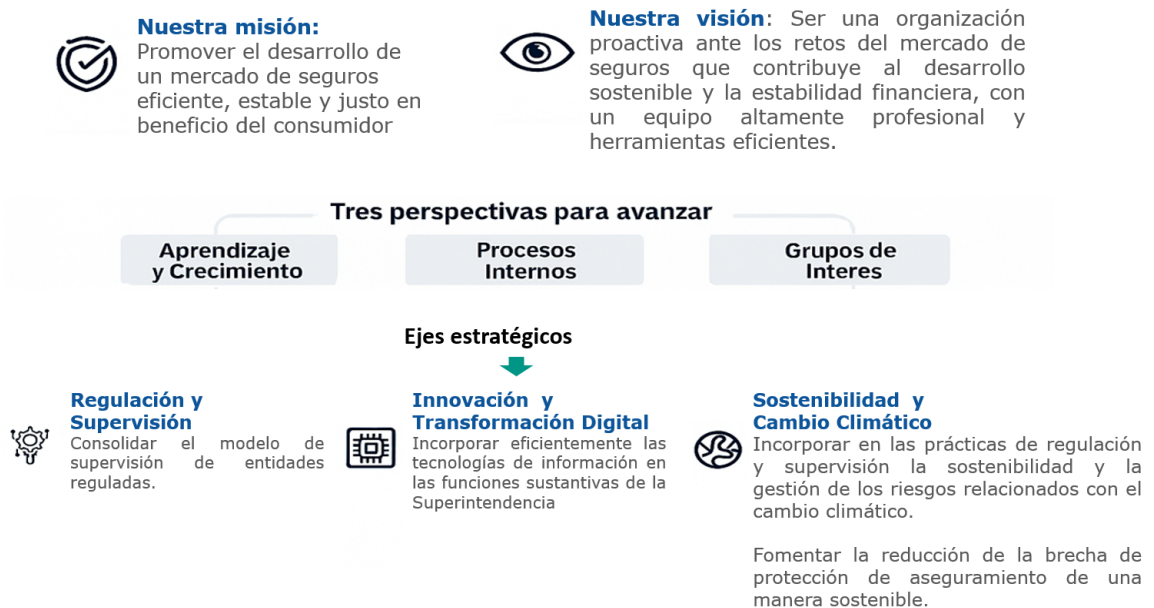 Nuestra misión:
Promover el desarrollo de
un mercado de seguros
eficiente, estable y justo en
beneficio del consumidor
Nuestra visión: Ser una organización
proactiva ante los retos del mercado de
seguros que contribuye al desarrollo
sostenible y la estabilidad financiera, con
un equipo altamente profesional y
herramientas eficientes.
Tres perspectivas para avanzar
Aprendizaje
y Crecimiento
Procesos
Internos
Grupos de
Interes
Ejes estratégicos
Regulación y
Supervisión
Consolidar el modelo de
supervisión de entidades
reguladas.
Innovación y
Transformación Digital
Incorporar eficientemente las
tecnologías de información en
las funciones sustantivas de la
Superintendencia
Sostenibilidad y
Cambio Climático
Incorporar en las prácticas de regulación
y supervisión la sostenibilidad y la
gestión de los riesgos relacionados con el
cambio climático.
Fomentar la reducción de la brecha de
protección de aseguramiento de una
manera sostenible.